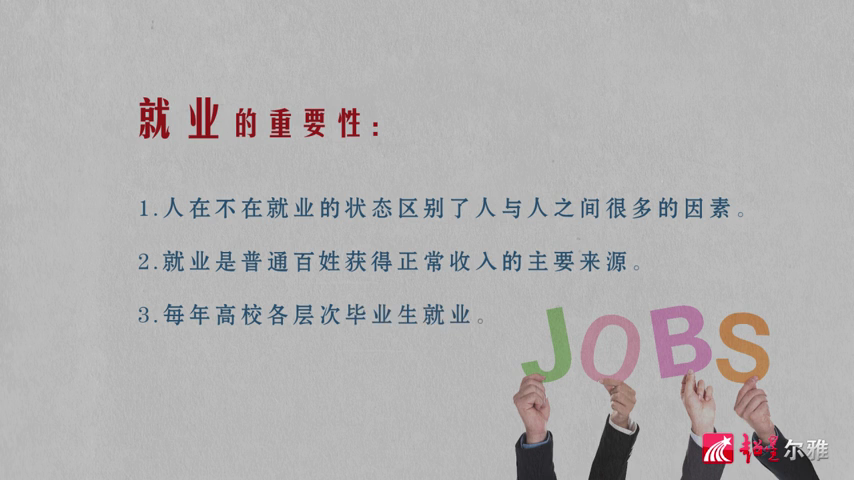 就业的重要性:
1.人在不在就业的状态区别了人与人之间很多的因素。
2.就业是普通百姓获得正常收入的主要来源。
3.每年高校各层次毕业生就业。
JOBS
超星尔雅